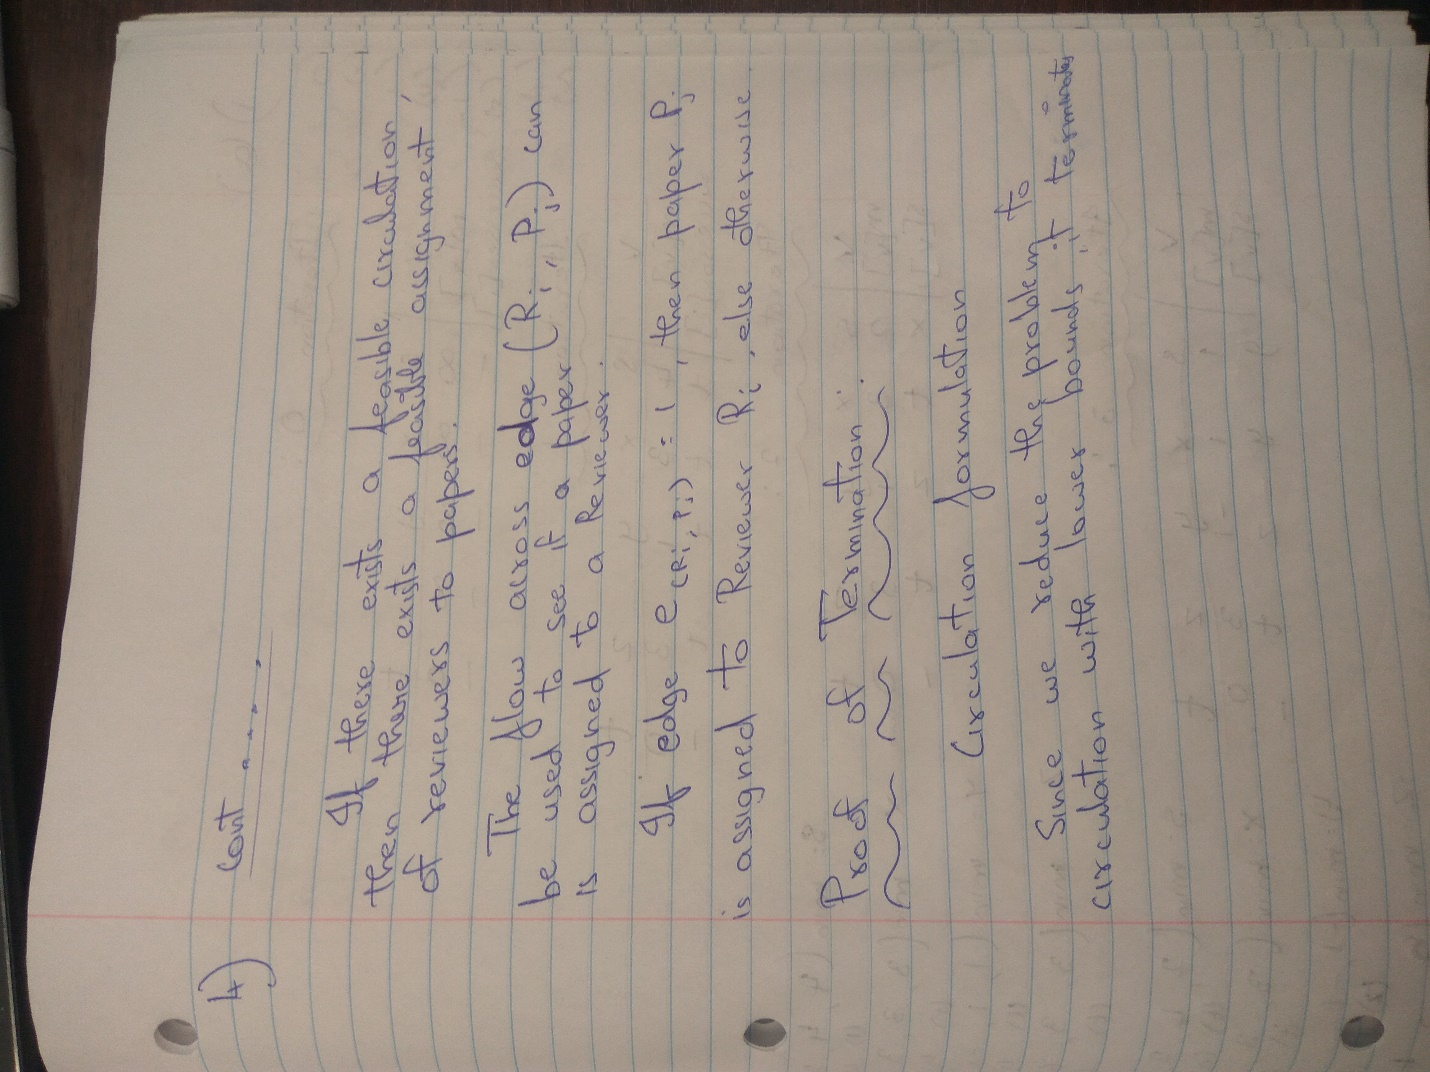 4) cont .....
If there exists a feasible circulation,
then there exists a feasible assignment
of reviewers to papers.
The flow across edge (Ri, Pj) can
be used to see if a paper
is assigned to a Reviewer.
If edge e(Ri, Pj) = 1, then paper Pj
is assigned to Reviewer Ri, else otherwise.
Proof of Termination:
Circulation formulation
Since we reduce the problem to
circulation with lower bounds, it terminates